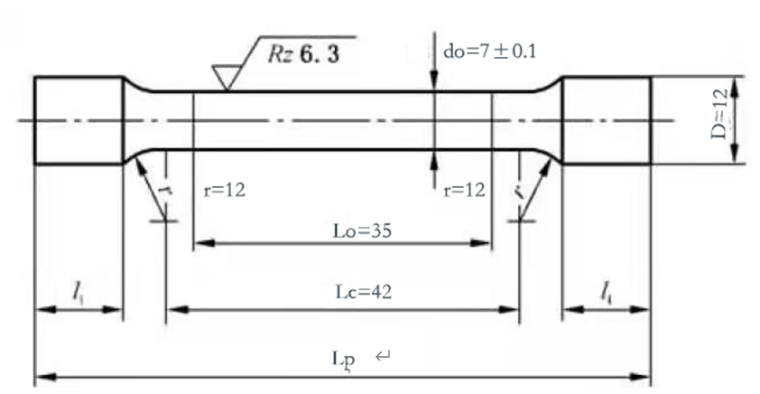 Rz 6.3
do=7±0.1
D=12
r
r=12
r=12
r
Lo=35
l₁
Lc=42
l₁
Lp ↵